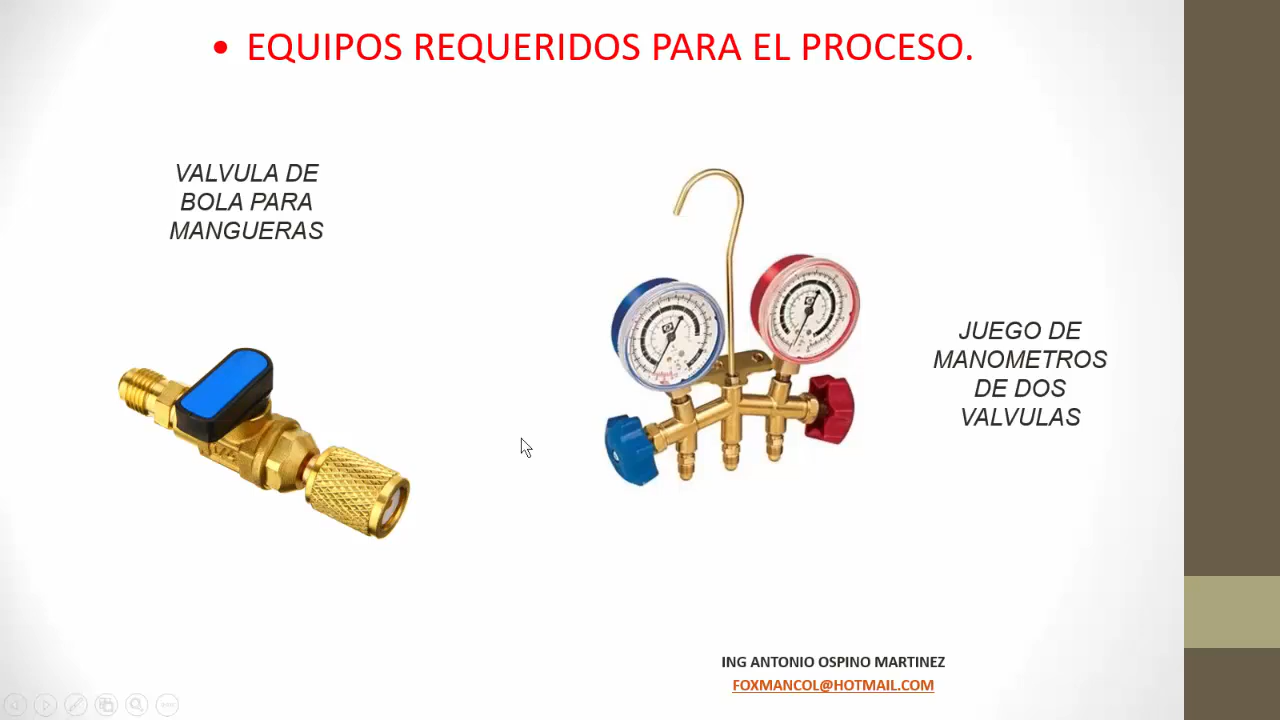 • EQUIPOS REQUERIDOS PARA EL PROCESO.
VALVULA DE
BOLA PARA
MANGUERAS
JUEGO DE
MANOMETROS
DE DOS
VALVULAS
ING ANTONIO OSPINO MARTINEZ
FOXMANCOL@HOTMAIL.COM